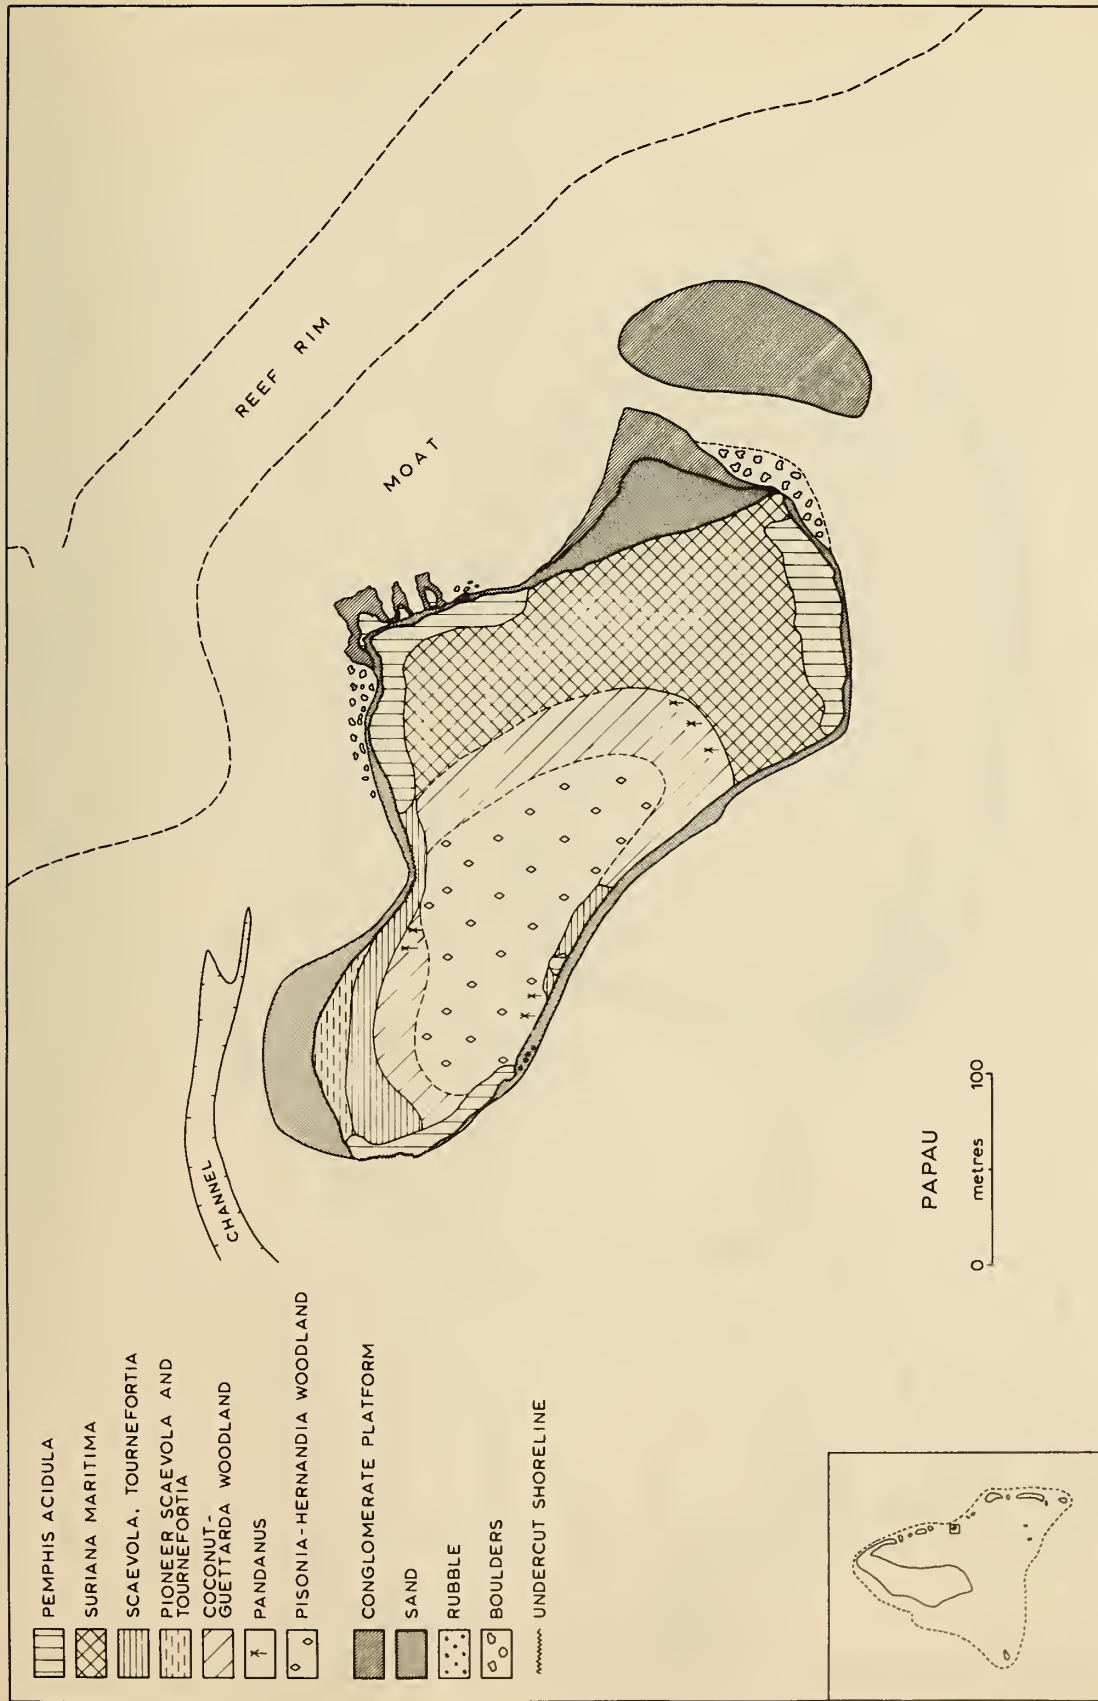 PEMPHIS ACIDULA
SURIANA MARITIMA
SCAEVOLA, TOURNEFORTIA
PIONEER SCAEVOLA AND
TOURNEFORTIA
COCONUT-
GUETTARDA WOODLAND
PANDANUS
PISONIA-HERNANDIA WOODLAND
CONGLOMERATE PLATFORM
SAND
RUBBLE
BOULDERS
UNDERCUT SHORELINE
CHANNEL
REEF RIM
MOAT
PAPAU
0 metres 100